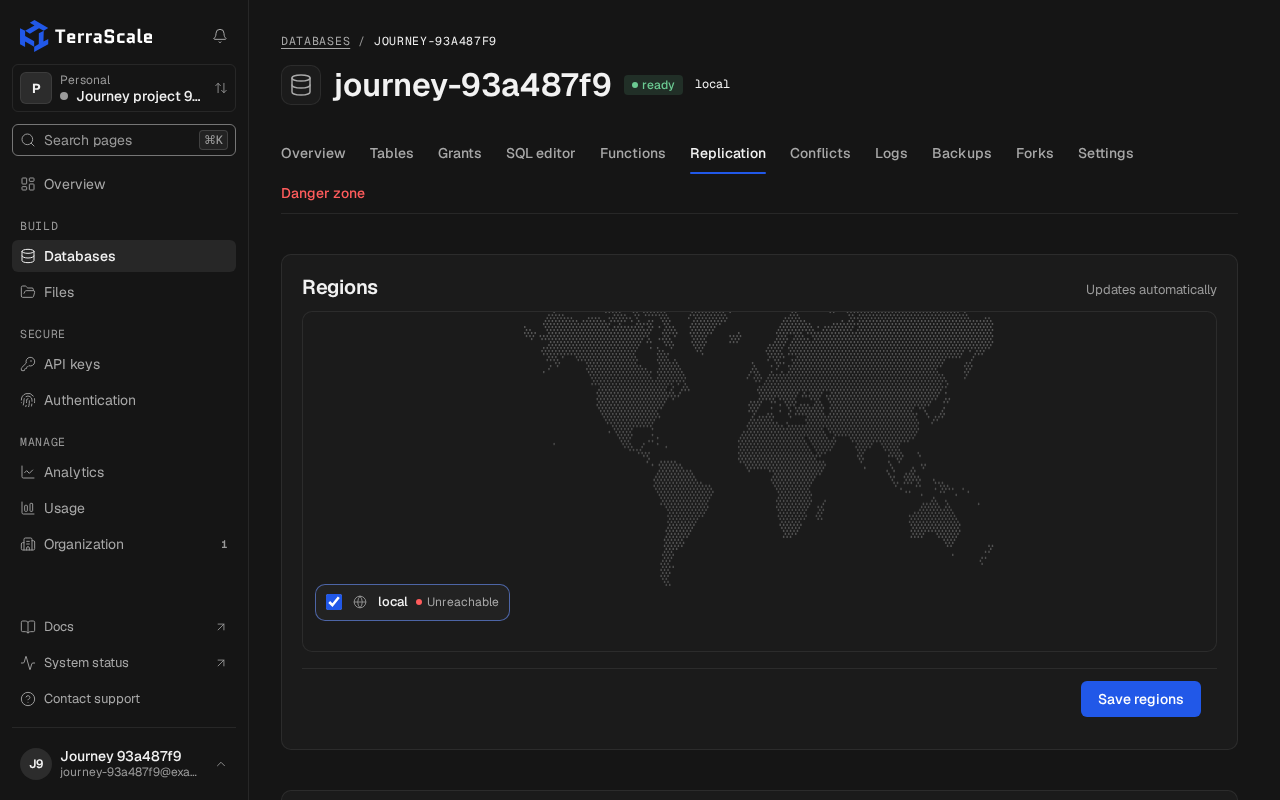 TerraScale
P
Personal
Journey project 9...
Search pages
⌘K
Overview
BUILD
Databases
Files
SECURE
API keys
Authentication
MANAGE
Analytics
Usage
Organization
1
Docs
System status
Contact support
J9
Journey 93a487f9
journey-93a487f9@exa...
DATABASES / JOURNEY-93A487F9
journey-93a487f9
ready
local
Overview
Tables
Grants
SQL editor
Functions
Replication
Conflicts
Logs
Backups
Forks
Settings
Danger zone
Regions
Updates automatically
local
Unreachable
Save regions